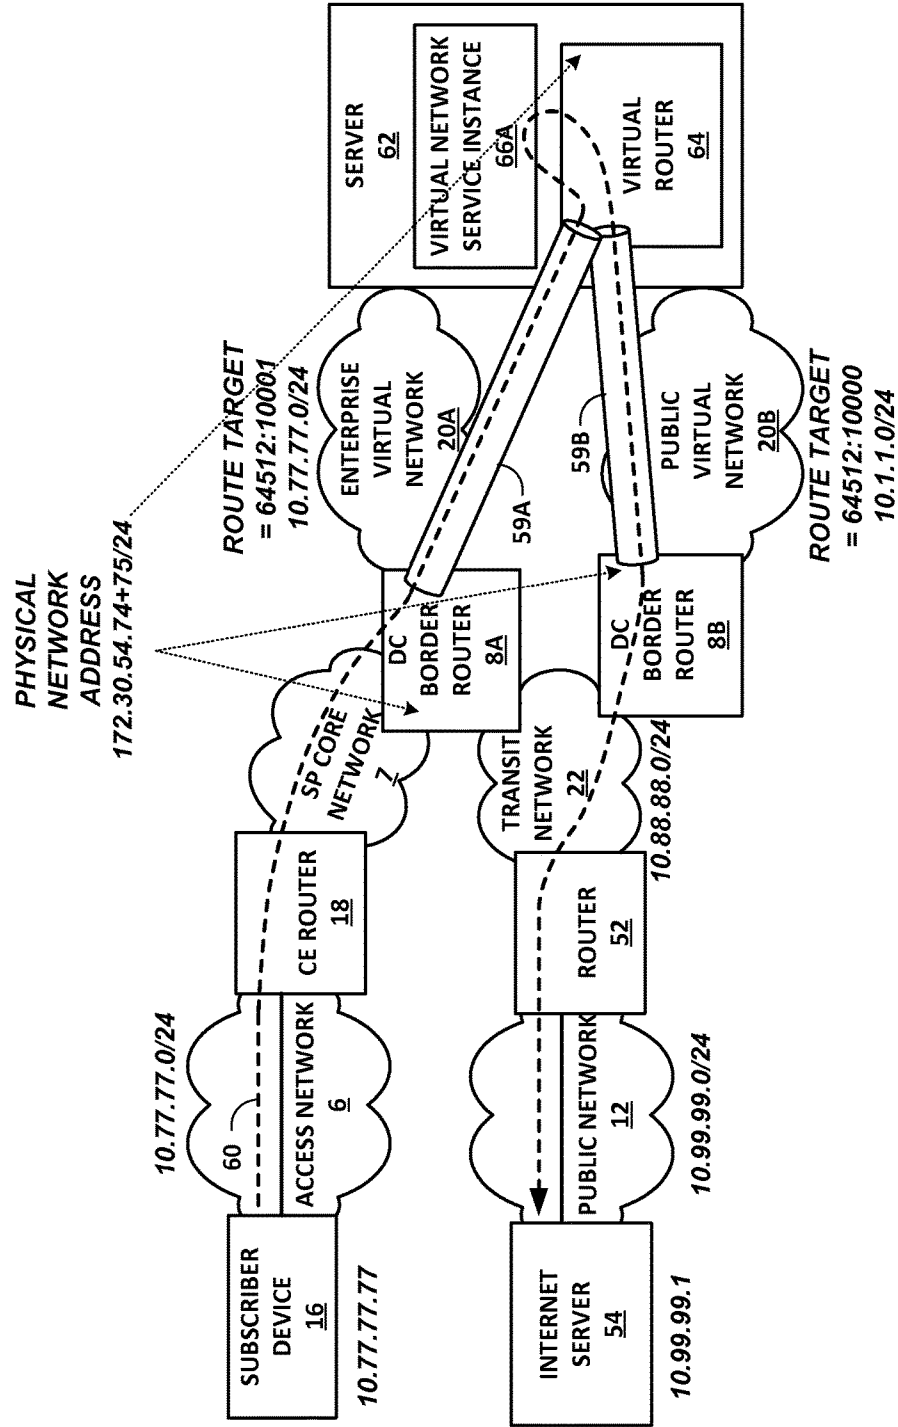 PHYSICAL
NETWORK
ADDRESS
172.30.54.74+75/24
ROUTE TARGET
= 64512:10001
10.77.77.0/24
10.77.77.0/24
SUBSCRIBER
DEVICE
16
10.77.77.77
60
ACCESS NETWORK
6
CE ROUTER
18
SP CORE
NETWORK
7
DC
BORDER
ROUTER
8A
ENTERPRISE
VIRTUAL
NETWORK
20A
59A
SERVER
62
VIRTUAL NETWORK
SERVICE INSTANCE
66A
VIRTUAL
ROUTER
64
INTERNET
SERVER
54
10.99.99.1
PUBLIC NETWORK
12
10.99.99.0/24
ROUTER
52
TRANSIT
NETWORK
22
10.88.88.0/24
DC
BORDER
ROUTER
8B
59B
PUBLIC
VIRTUAL
NETWORK
20B
ROUTE TARGET
= 64512:10000
10.1.1.0/24